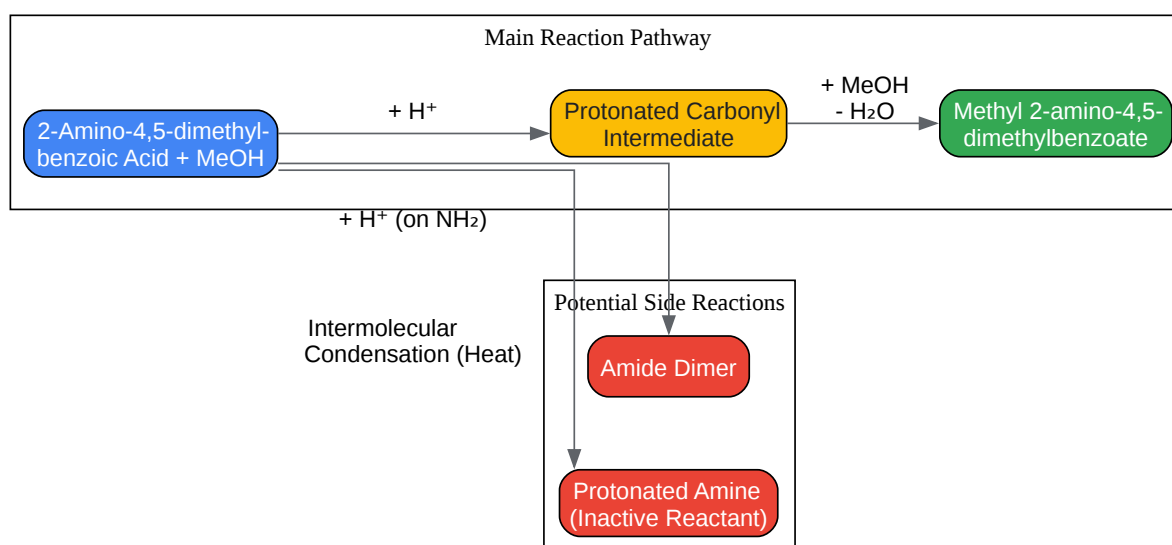 Main Reaction Pathway
2-Amino-4,5-dimethyl-
benzoic Acid + MeOH
+ H⁺
Protonated Carbonyl
Intermediate
+ MeOH
- H₂O
Methyl 2-amino-4,5-
dimethylbenzoate
+ H⁺ (on NH₂)
Potential Side Reactions
Intermolecular
Condensation (Heat)
Amide Dimer
Protonated Amine
(Inactive Reactant)